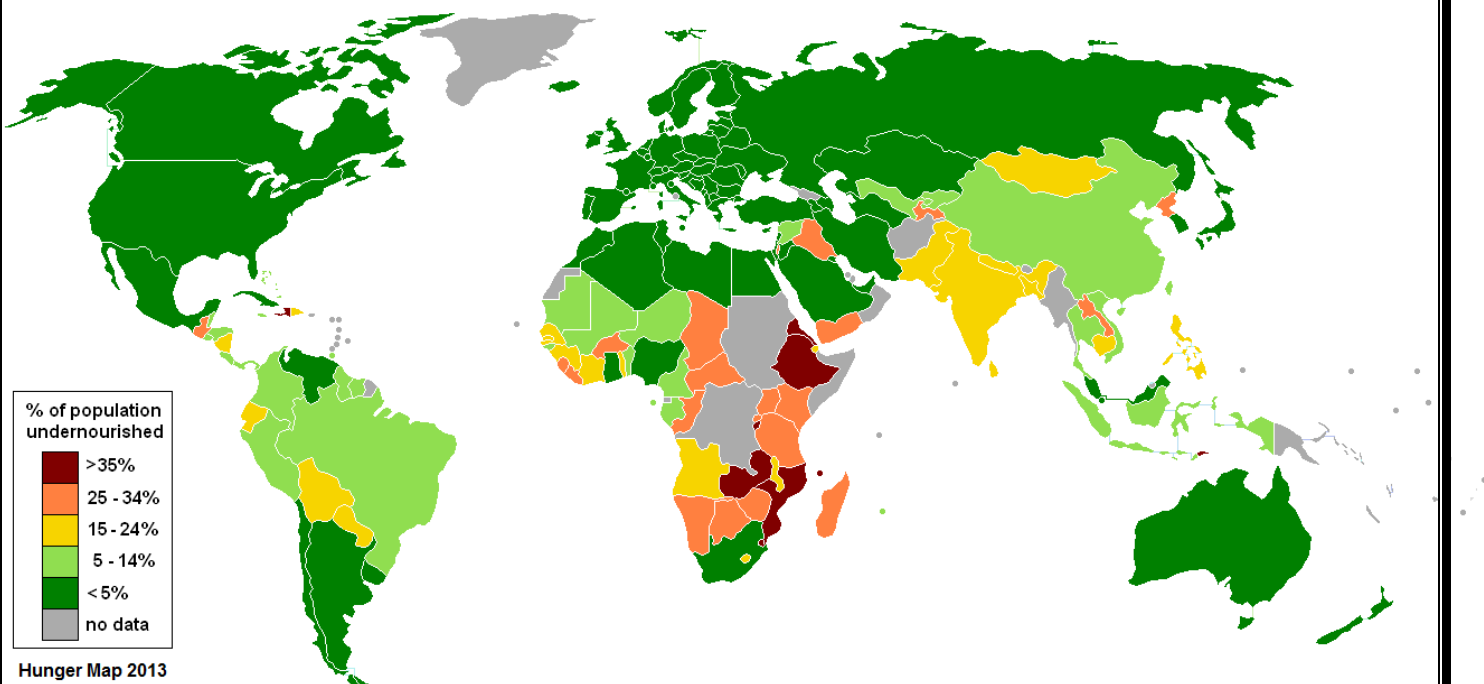 % of population
undernourished
>35%
25 - 34%
15 - 24%
5 - 14%
<5%
no data
Hunger Map 2013